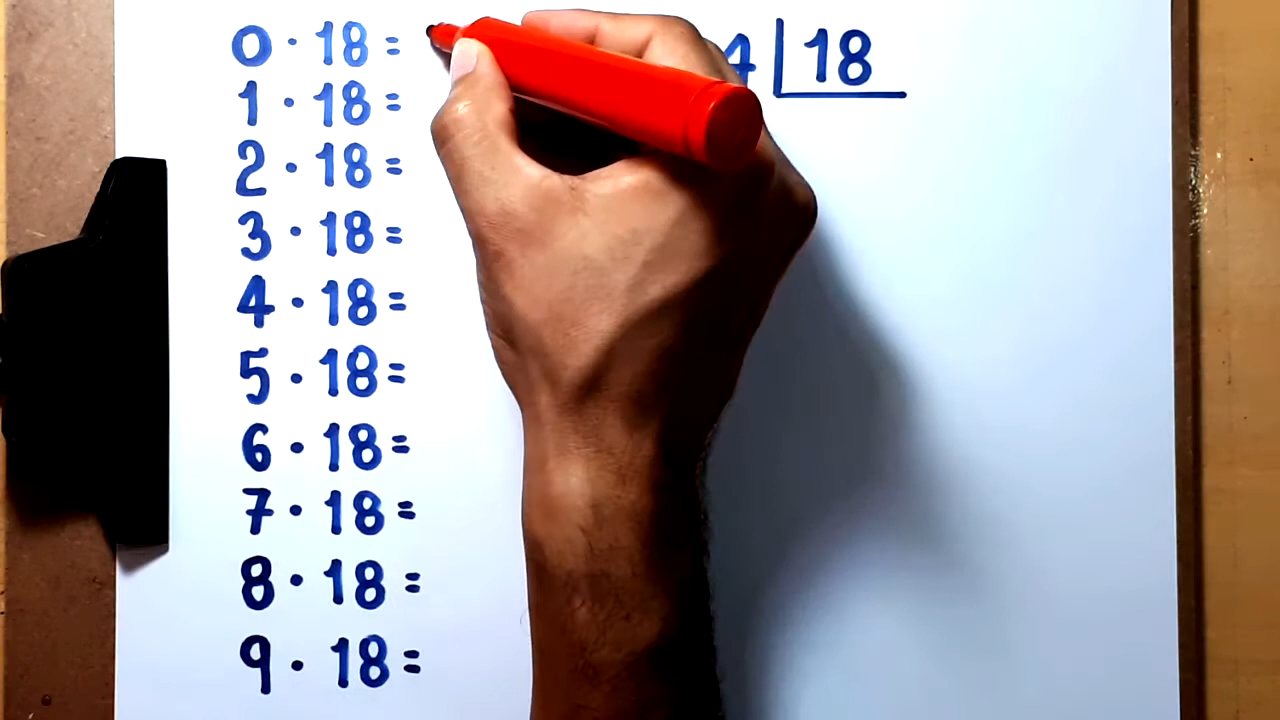 0 · 18 =
1 · 18 =
2 · 18 =
3 · 18 =
4 · 18 =
5 · 18 =
6 · 18 =
7 · 18 =
8 · 18 =
9 · 18 =
4 18